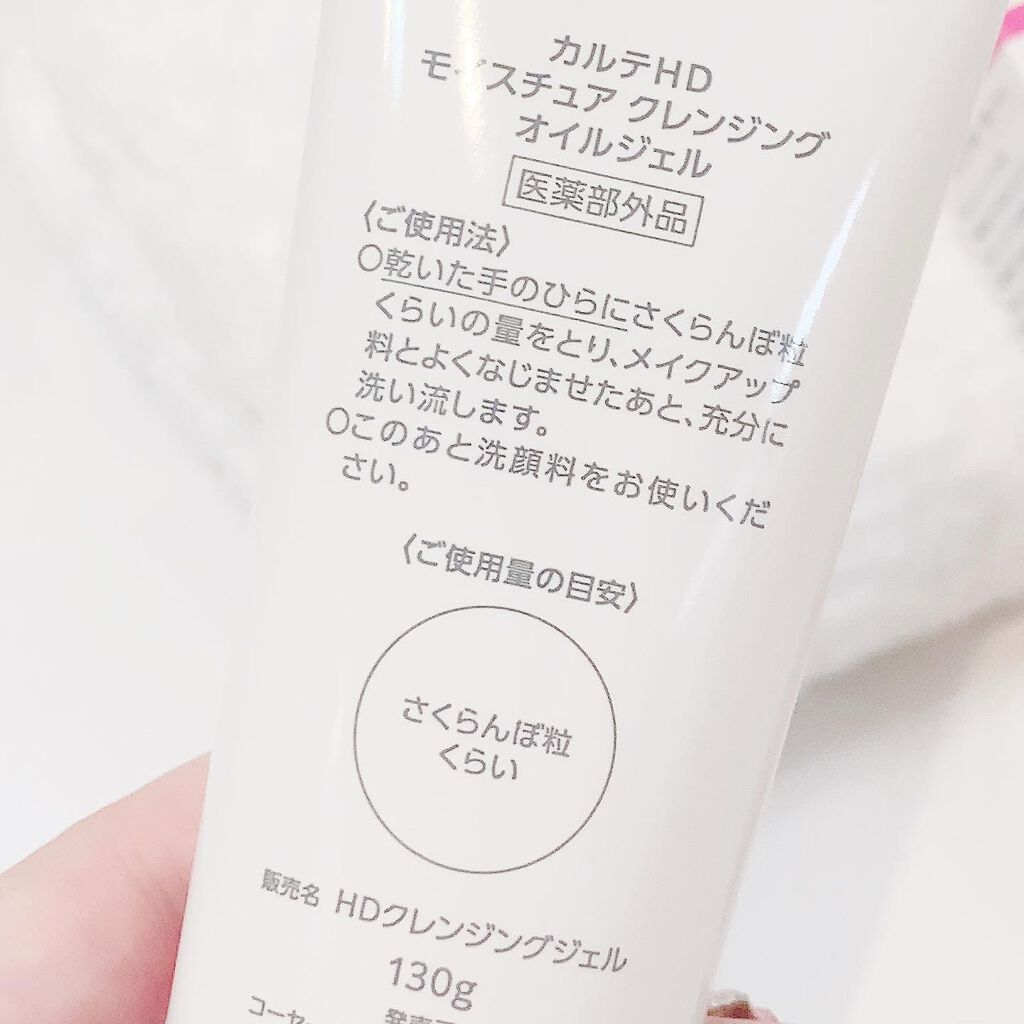 カルテHD
モイスチュア クレンジング
オイルジェル
医薬部外品
〈ご使用法〉
○乾いた手のひらにさくらんぼ粒
くらいの量をとり、メイクアップ
料とよくなじませたあと、充分に
洗い流します。
○このあと洗顔料をお使いくだ
さい。
〈ご使用量の目安〉
さくらんぼ粒
くらい
販売名 HDクレンジングジェル
130g
コーセー